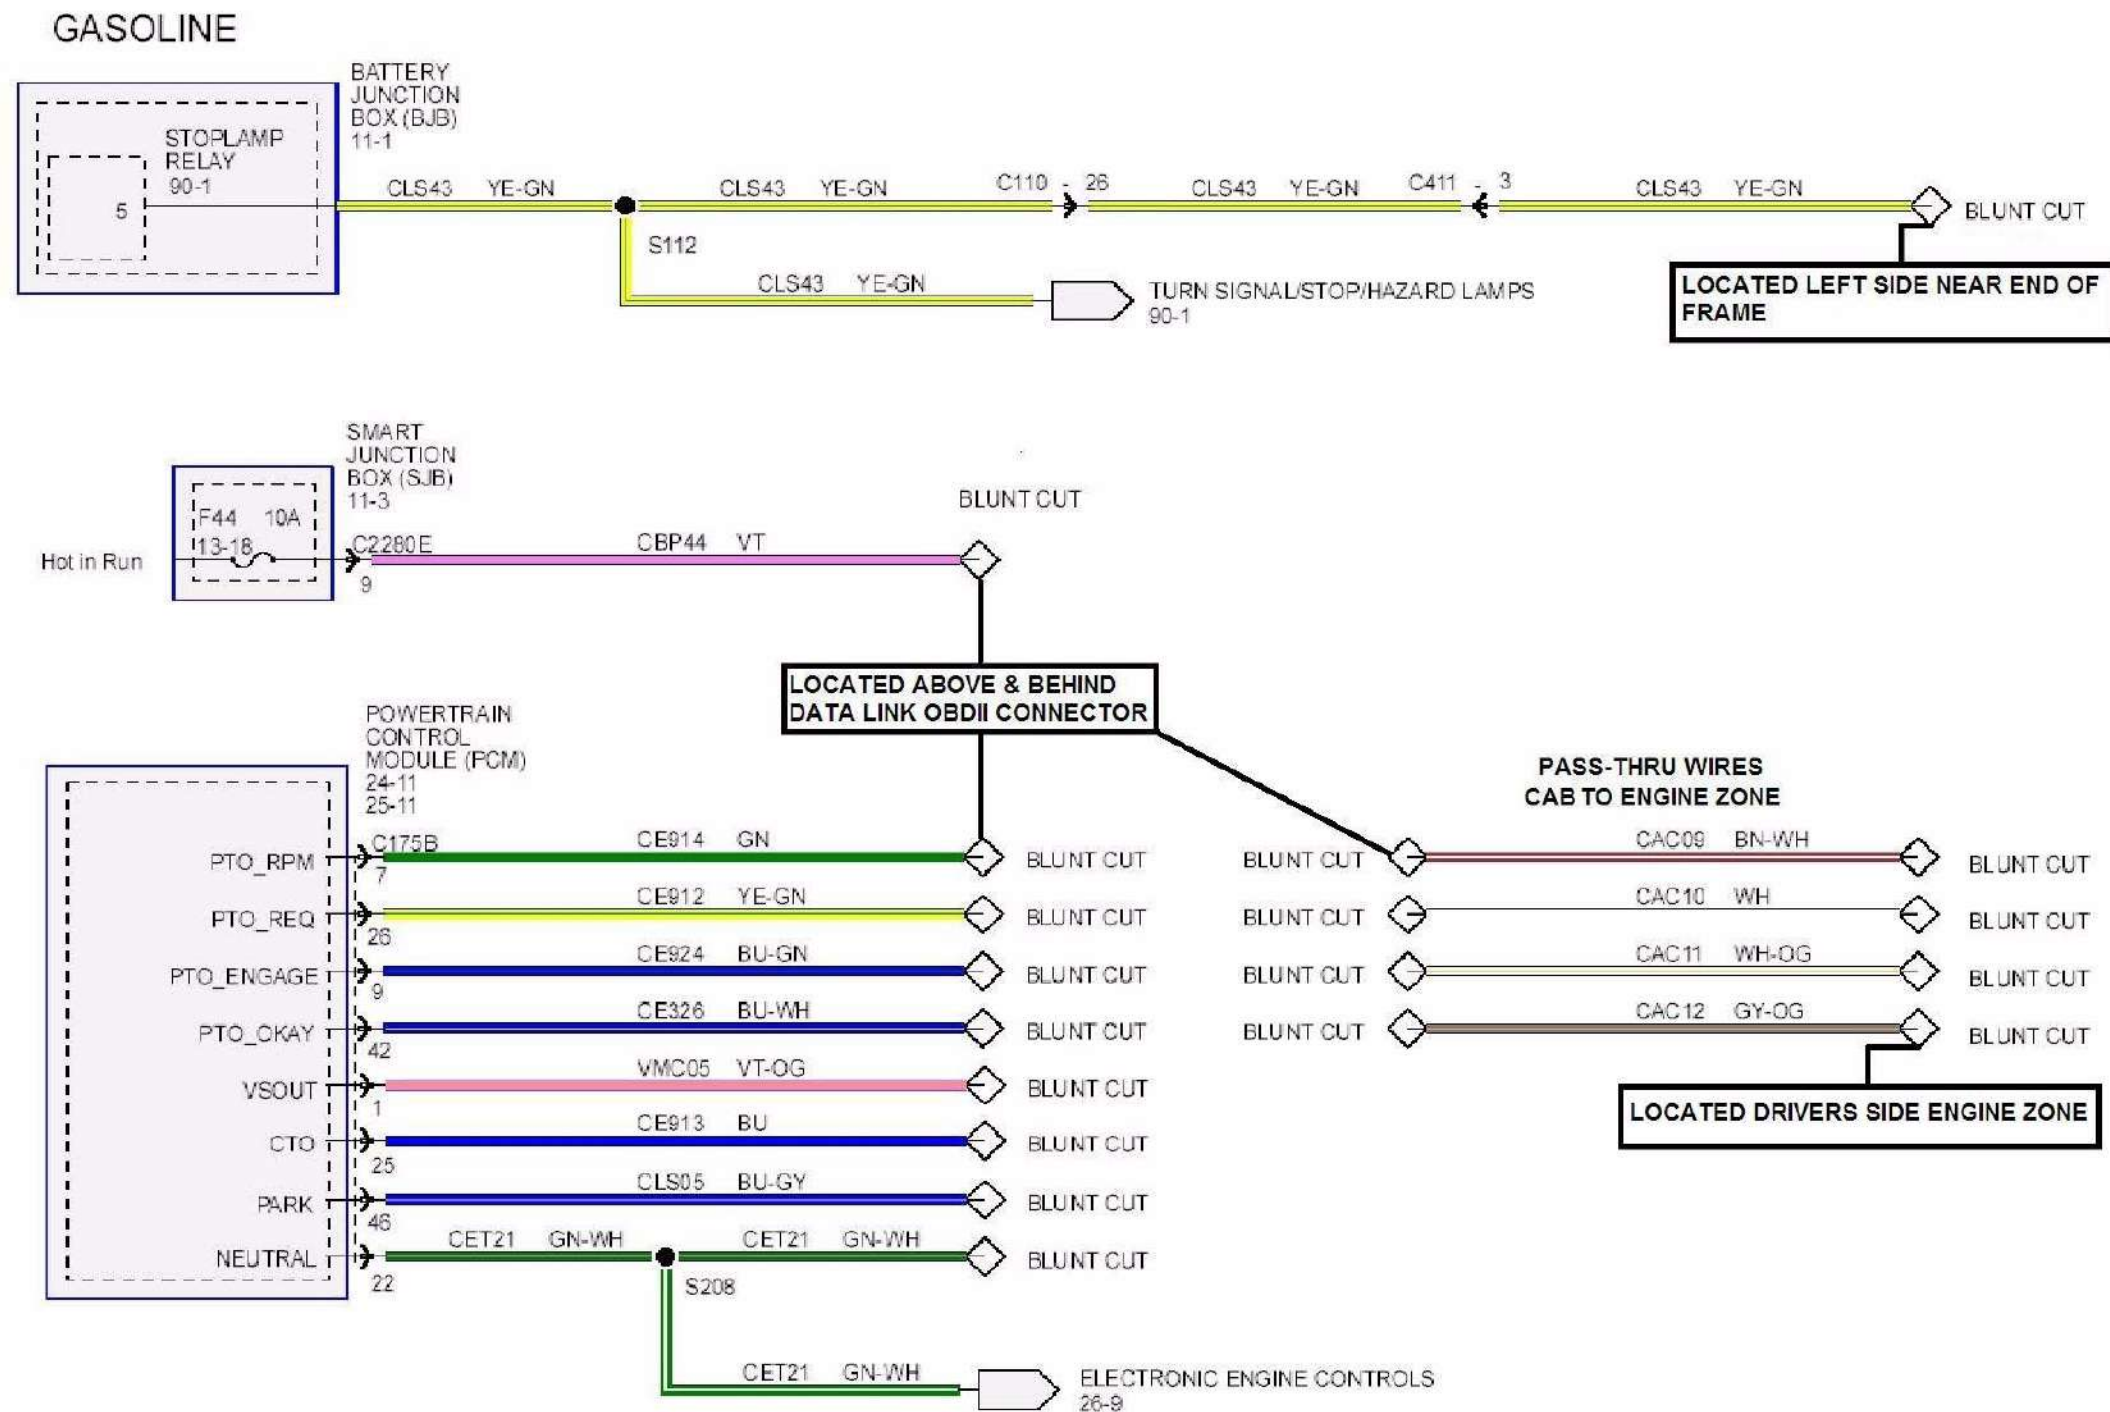 GASOLINE
BATTERY
JUNCTION
BOX (BJB)
11-1
STOPLAMP
RELAY
90-1
5
CLS43 YE-GN
CLS43 YE-GN
C110 - 26
CLS43 YE-GN
C411 - 3
CLS43 YE-GN
BLUNT CUT
S112
CLS43 YE-GN
TURN SIGNAL/STOP/HAZARD LAMPS
90-1
LOCATED LEFT SIDE NEAR END OF
FRAME
SMART
JUNCTION
BOX (SJB)
11-3
F44 10A
13-18
Hot in Run
C2280E
9
CBP44 VT
BLUNT CUT
LOCATED ABOVE & BEHIND
DATA LINK OBDII CONNECTOR
POWERTRAIN
CONTROL
MODULE (PCM)
24-11
25-11
C175B
PTO_RPM
7
CE914 GN
BLUNT CUT
PTO_REQ
26
CE912 YE-GN
BLUNT CUT
PTO_ENGAGE
9
CE924 BU-GN
BLUNT CUT
PTO_OKAY
42
CE326 BU-WH
BLUNT CUT
VSOUT
1
VMC05 VT-OG
BLUNT CUT
CTO
25
CE913 BU
BLUNT CUT
PARK
46
CLS05 BU-GY
BLUNT CUT
NEUTRAL
22
CET21 GN-WH
CET21 GN-WH
BLUNT CUT
S208
CET21 GN-WH
ELECTRONIC ENGINE CONTROLS
26-9
PASS-THRU WIRES
CAB TO ENGINE ZONE
BLUNT CUT
CAC09 BN-WH
BLUNT CUT
BLUNT CUT
CAC10 WH
BLUNT CUT
BLUNT CUT
CAC11 WH-OG
BLUNT CUT
BLUNT CUT
CAC12 GY-OG
BLUNT CUT
LOCATED DRIVERS SIDE ENGINE ZONE